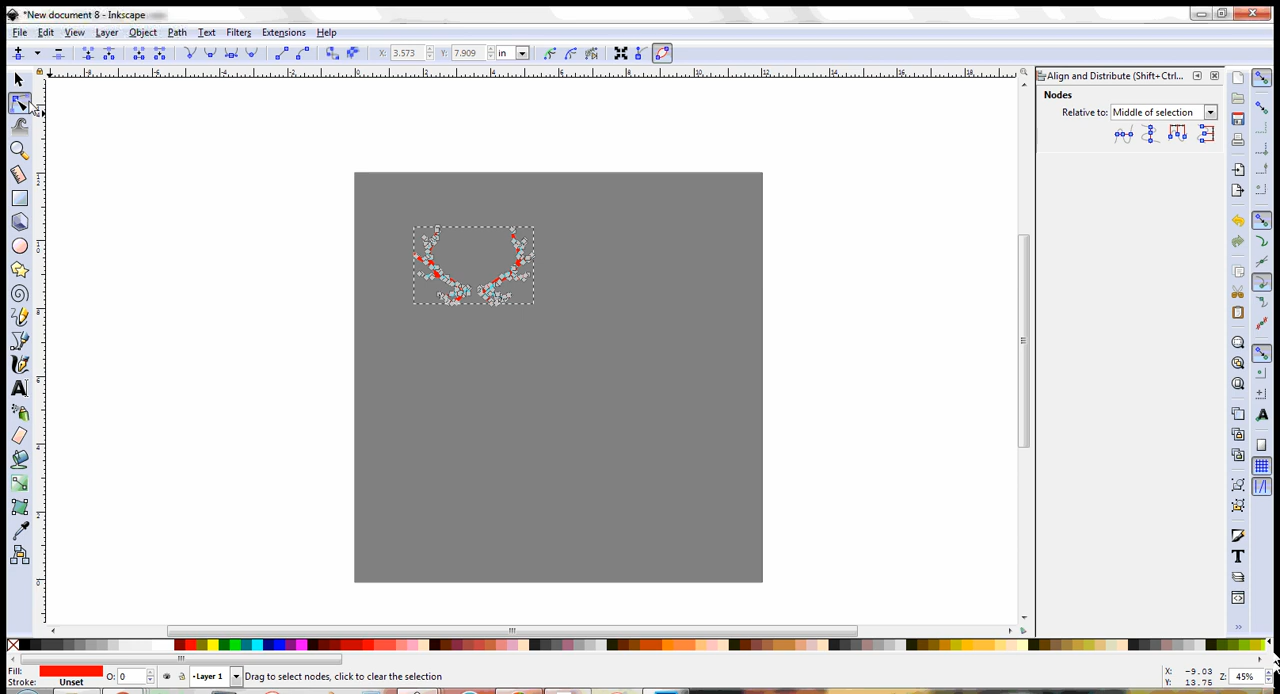 *New document 8 - Inkscape
File Edit View Layer Object Path Text Filters Extensions Help
X: 3.573 Y: 7.909 in
Align and Distribute (Shift+Ctrl...
Nodes
Relative to: Middle of selection
Fill:
Stroke: Unset
O: 0
Layer 1
Drag to select nodes, click to clear the selection
X: -9.03
Y: 13.75
Z: 45%